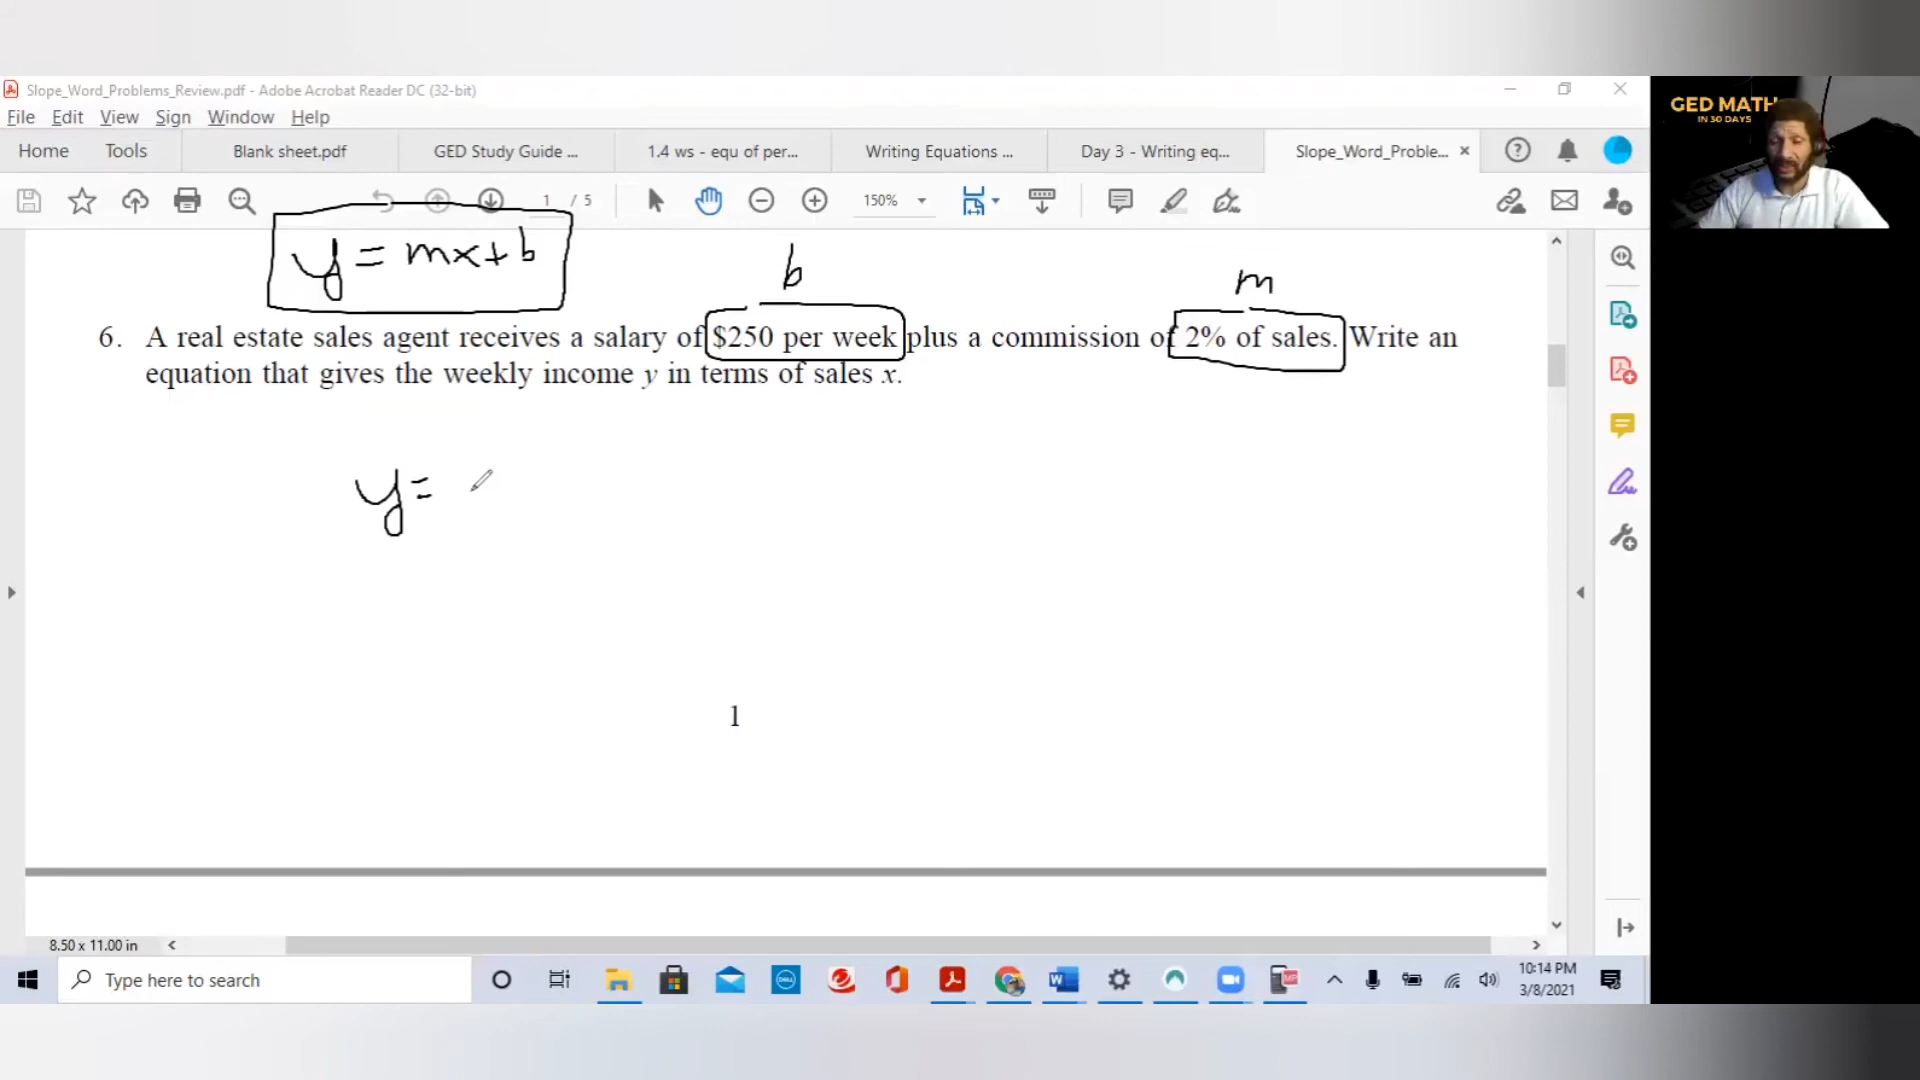 Slope_Word_Problems_Review.pdf - Adobe Acrobat Reader DC (32-bit)
File Edit View Sign Window Help
Home Tools Blank sheet.pdf GED Study Guide ... 1.4 ws - equ of per... Writing Equations ... Day 3 - Writing eq... Slope_Word_Proble...
1 / 5 150%
GED MATH
IN 30 DAYS
y = mx+b
b
m
6. A real estate sales agent receives a salary of $250 per week plus a commission of 2% of sales. Write an
equation that gives the weekly income y in terms of sales x.
y=
1
8.50 x 11.00 in
Type here to search
DELL
10:14 PM
3/8/2021